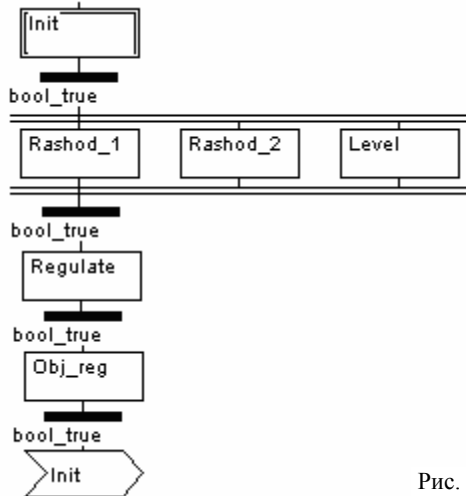 Init
bool_true
Rashod_1 Rashod_2 Level
bool_true
Regulate
bool_true
Obj_reg
bool_true
Init
Рис.